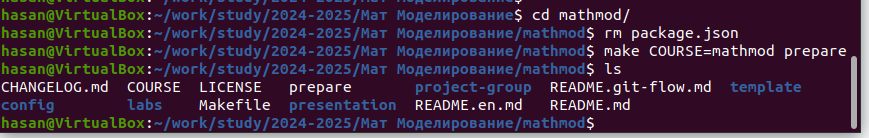 hasan@VirtualBox:~/work/study/2024-2025/Мат Моделирование$ cd mathmod/
hasan@VirtualBox:~/work/study/2024-2025/Мат Моделирование/mathmod$ rm package.json
hasan@VirtualBox:~/work/study/2024-2025/Мат Моделирование/mathmod$ make COURSE=mathmod prepare
hasan@VirtualBox:~/work/study/2024-2025/Мат Моделирование/mathmod$ ls
CHANGELOG.md COURSE LICENSE prepare project-group README.git-flow.md template
config labs Makefile presentation README.en.md README.md
hasan@VirtualBox:~/work/study/2024-2025/Мат Моделирование/mathmod$